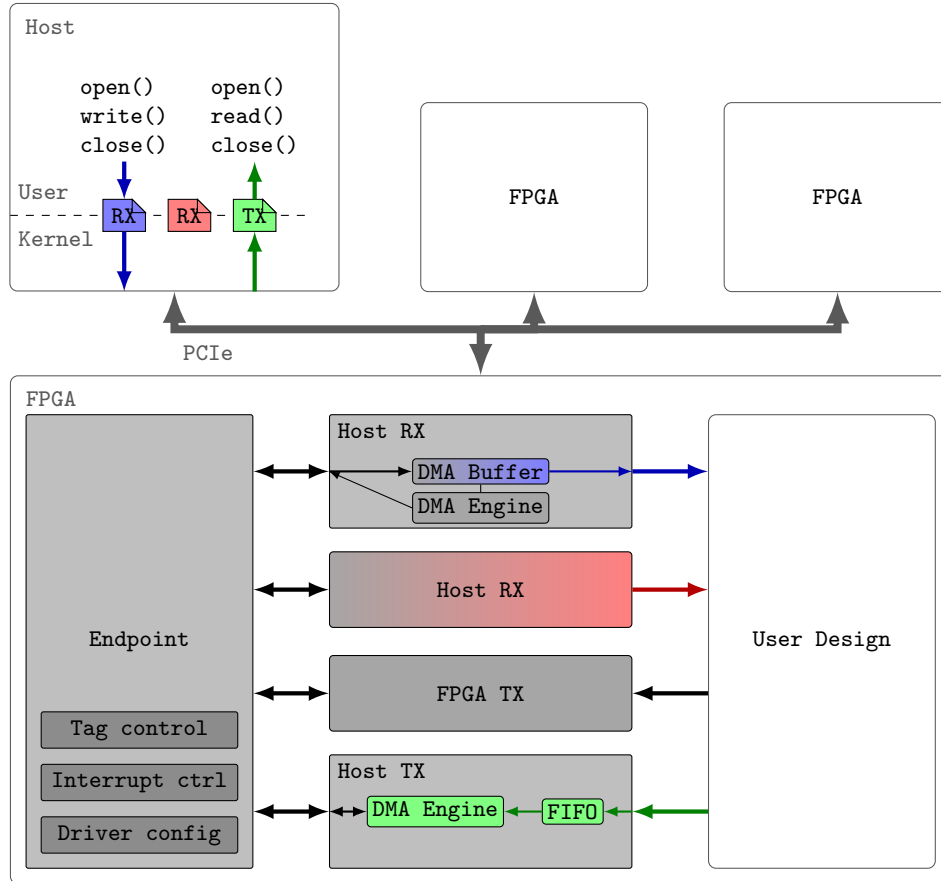 Host
open() open()
write() read()
close() close()
User
RX RX TX
Kernel
FPGA
FPGA
PCIe
FPGA
Host RX
DMA Buffer
DMA Engine
Host RX
Endpoint
User Design
FPGA TX
Tag control
Interrupt ctrl
Driver config
Host TX
DMA Engine
FIFO